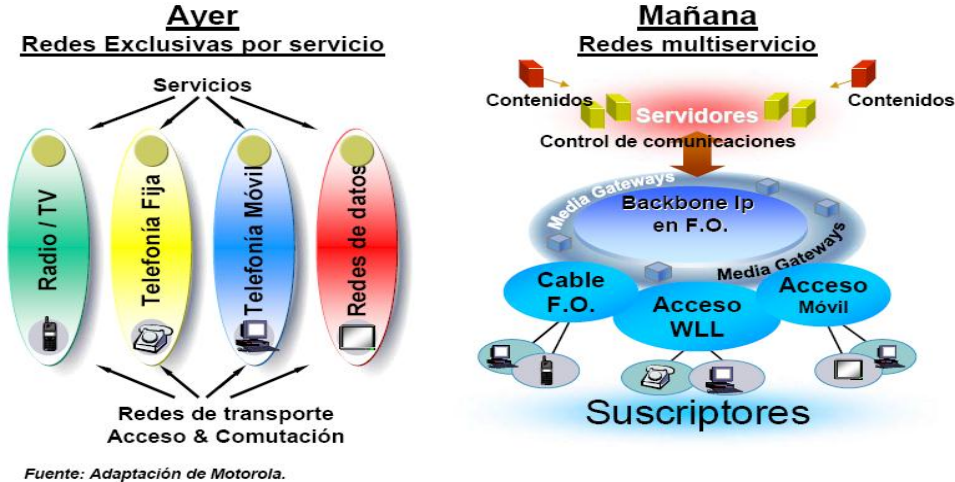 Ayer
Redes Exclusivas por servicio
Servicios
Radio / TV
Telefonía Fija
Telefonía Móvil
Redes de datos
Redes de transporte
Acceso & Comutación
Fuente: Adaptación de Motorola.
Mañana
Redes multiservicio
Contenidos
Servidores
Contenidos
Control de comunicaciones
Media Gateways
Backbone Ip
en F.O.
Media Gateways
Cable
F.O.
Acceso
WLL
Acceso
Móvil
Suscriptores